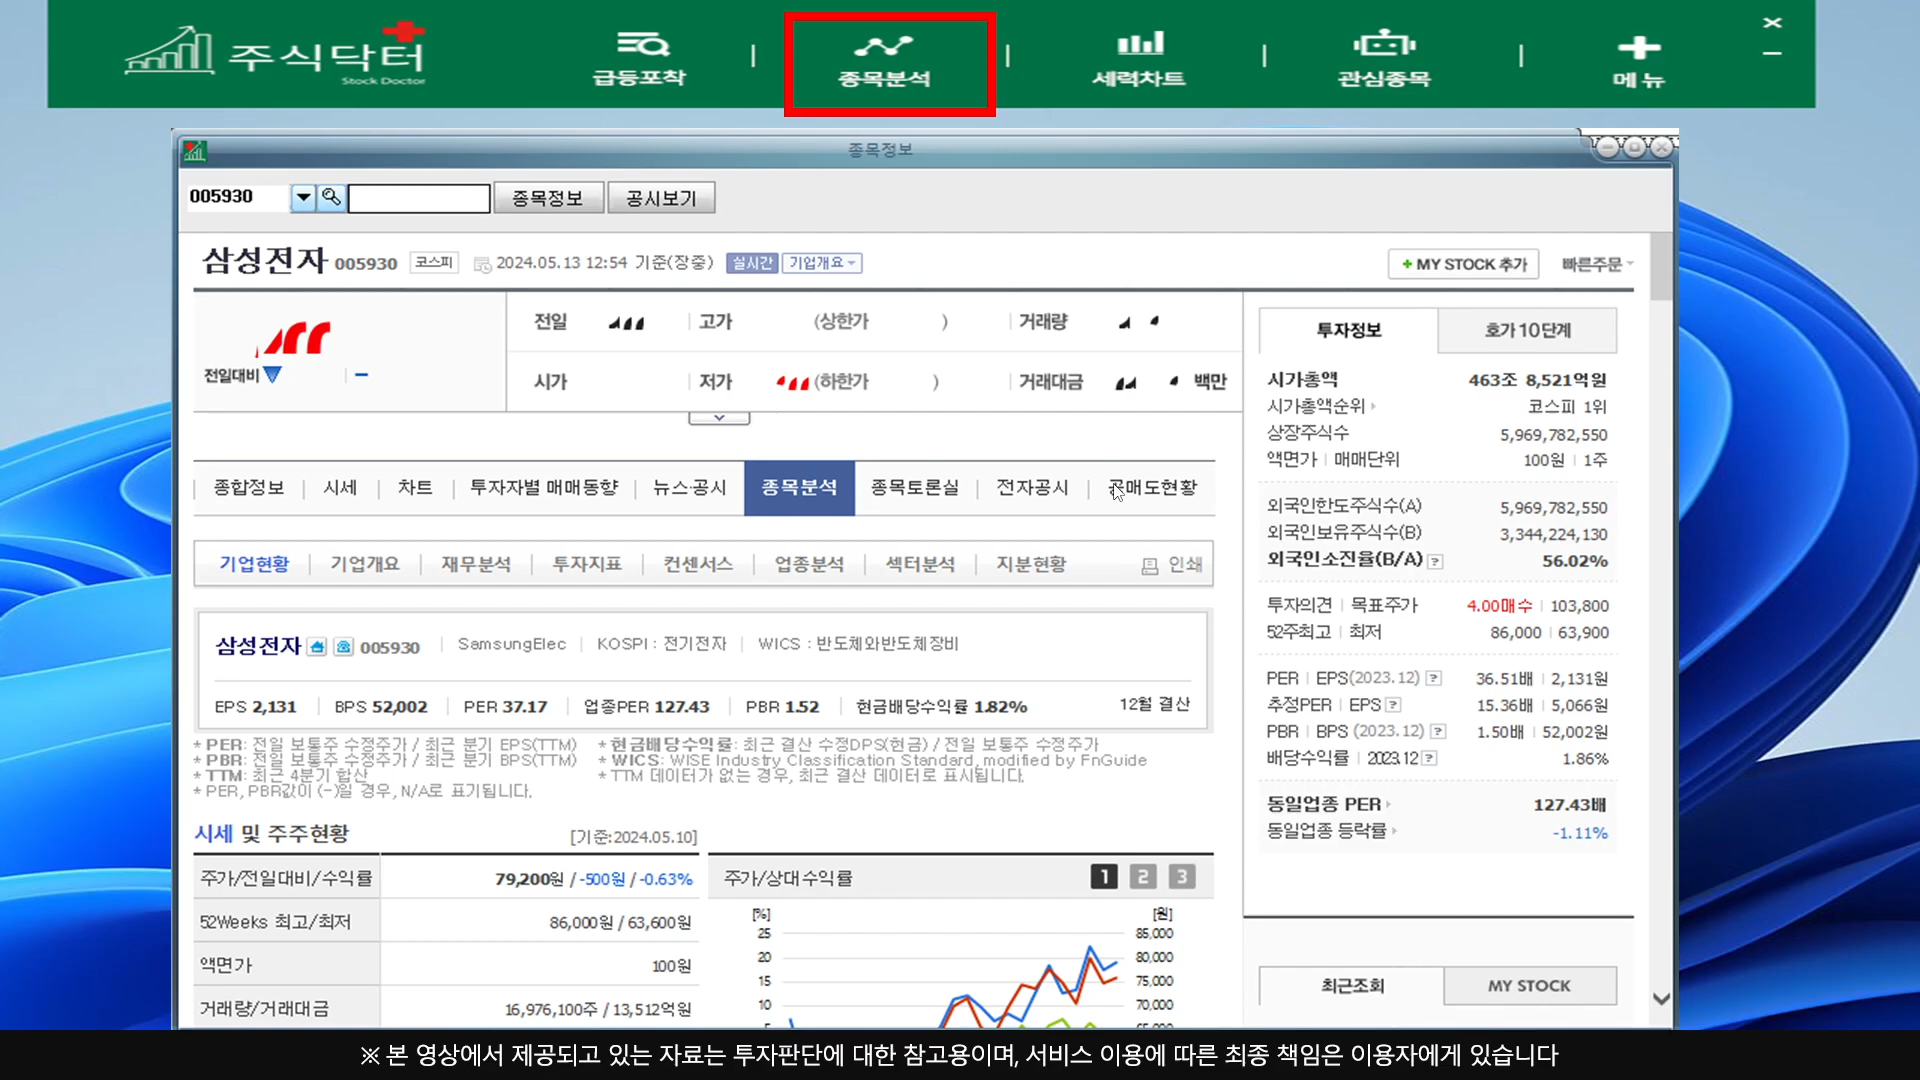 주식닥터
Stock Doctor
급등포착
종목분석
세력차트
관심종목
메뉴
종목정보
005930
종목정보
공시보기
삼성전자 005930 코스피 2024.05.13 12:54 기준(장중) 실시간 기업개요
+ MY STOCK 추가
빠른주문
전일대비
전일
고가
(상한가 )
거래량
시가
저가
(하한가 )
거래대금
백만
종합정보
시세
차트
투자자별 매매동향
뉴스·공시
종목분석
종목토론실
전자공시
매도현황
기업현황
기업개요
재무분석
투자지표
컨센서스
업종분석
섹터분석
지분현황
인쇄
삼성전자 005930 | SamsungElec | KOSPI : 전기전자 | WICS : 반도체와반도체장비
EPS 2,131 | BPS 52,002 | PER 37.17 | 업종PER 127.43 | PBR 1.52 | 현금배당수익률 1.82%
12월 결산
* PER: 전일 보통주 수정주가 / 최근 분기 EPS(TTM)
* PBR: 전일 보통주 수정주가 / 최근 분기 BPS(TTM)
* TTM: 최근 4분기 합산
* PER, PBR값이 (-)일 경우, N/A로 표기됩니다.
* 현금배당수익률: 최근 결산 수정DPS(현금) / 전일 보통주 수정주가
* WICS: WISE Industry Classification Standard, modified by FnGuide
* TTM 데이터가 없는 경우, 최근 결산 데이터로 표시됩니다.
시세 및 주주현황
[기준:2024.05.10]
주가/전일대비/수익률 79,200원 / -500원 / -0.63%
52Weeks 최고/최저 86,000원 / 63,600원
액면가 100원
거래량/거래대금 16,976,100주 / 13,512억원
주가/상대수익률
1 2 3
[%]
25
20
15
10
[원]
85,000
80,000
75,000
70,000
투자정보
호가 10단계
시가총액 463조 8,521억원
시가총액순위 코스피 1위
상장주식수 5,969,782,550
액면가 | 매매단위 100원 | 1주
외국인한도주식수(A) 5,969,782,550
외국인보유주식수(B) 3,344,224,130
외국인소진율(B/A) ? 56.02%
투자의견 | 목표주가 4.00매수 | 103,800
52주최고 | 최저 86,000 | 63,900
PER | EPS(2023.12) ? 36.51배 | 2,131원
추정PER | EPS ? 15.36배 | 5,066원
PBR | BPS (2023.12) ? 1.50배 | 52,002원
배당수익률 | 2023.12 ? 1.86%
동일업종 PER 127.43배
동일업종 등락률 -1.11%
최근조회
MY STOCK
※ 본 영상에서 제공되고 있는 자료는 투자판단에 대한 참고용이며, 서비스 이용에 따른 최종 책임은 이용자에게 있습니다